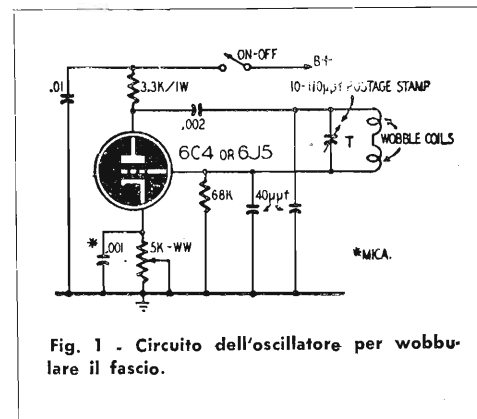 ON-OFF
B+
.01
3.3K/1W
10-110µµf POSTAGE STAMP
.002
WOBBLE COILS
T
6C4 OR 6J5
68K
40µµf
*
.001
5K-WW
*MICA.
Fig. 1 - Circuito dell'oscillatore per wobbu-
lare il fascio.